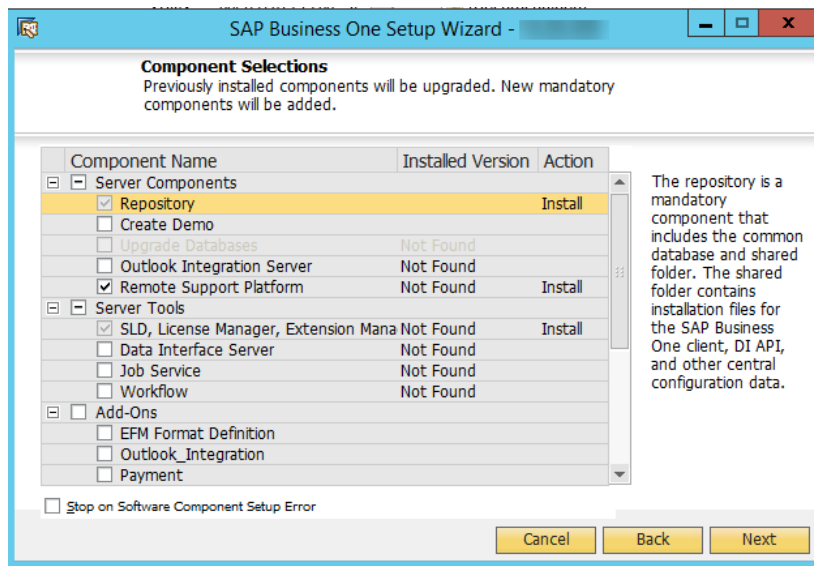 SAP Business One Setup Wizard -
Component Selections
Previously installed components will be upgraded. New mandatory
components will be added.
Component Name Installed Version Action
Server Components
Repository Install
Create Demo
Upgrade Databases Not Found
Outlook Integration Server Not Found
Remote Support Platform Not Found Install
Server Tools
SLD, License Manager, Extension Mana Not Found Install
Data Interface Server Not Found
Job Service Not Found
Workflow Not Found
Add-Ons
EFM Format Definition
Outlook_Integration
Payment
The repository is a
mandatory
component that
includes the common
database and shared
folder. The shared
folder contains
installation files for
the SAP Business
One client, DI API,
and other central
configuration data.
Stop on Software Component Setup Error
Cancel Back Next